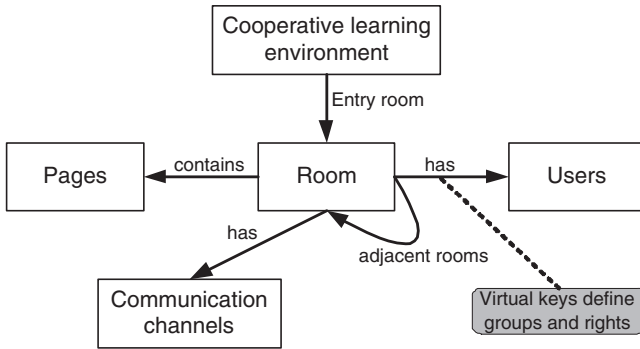 Cooperative learning
environment
Entry room
Pages
contains
Room
has
Users
has
adjacent rooms
Communication
channels
Virtual keys define
groups and rights